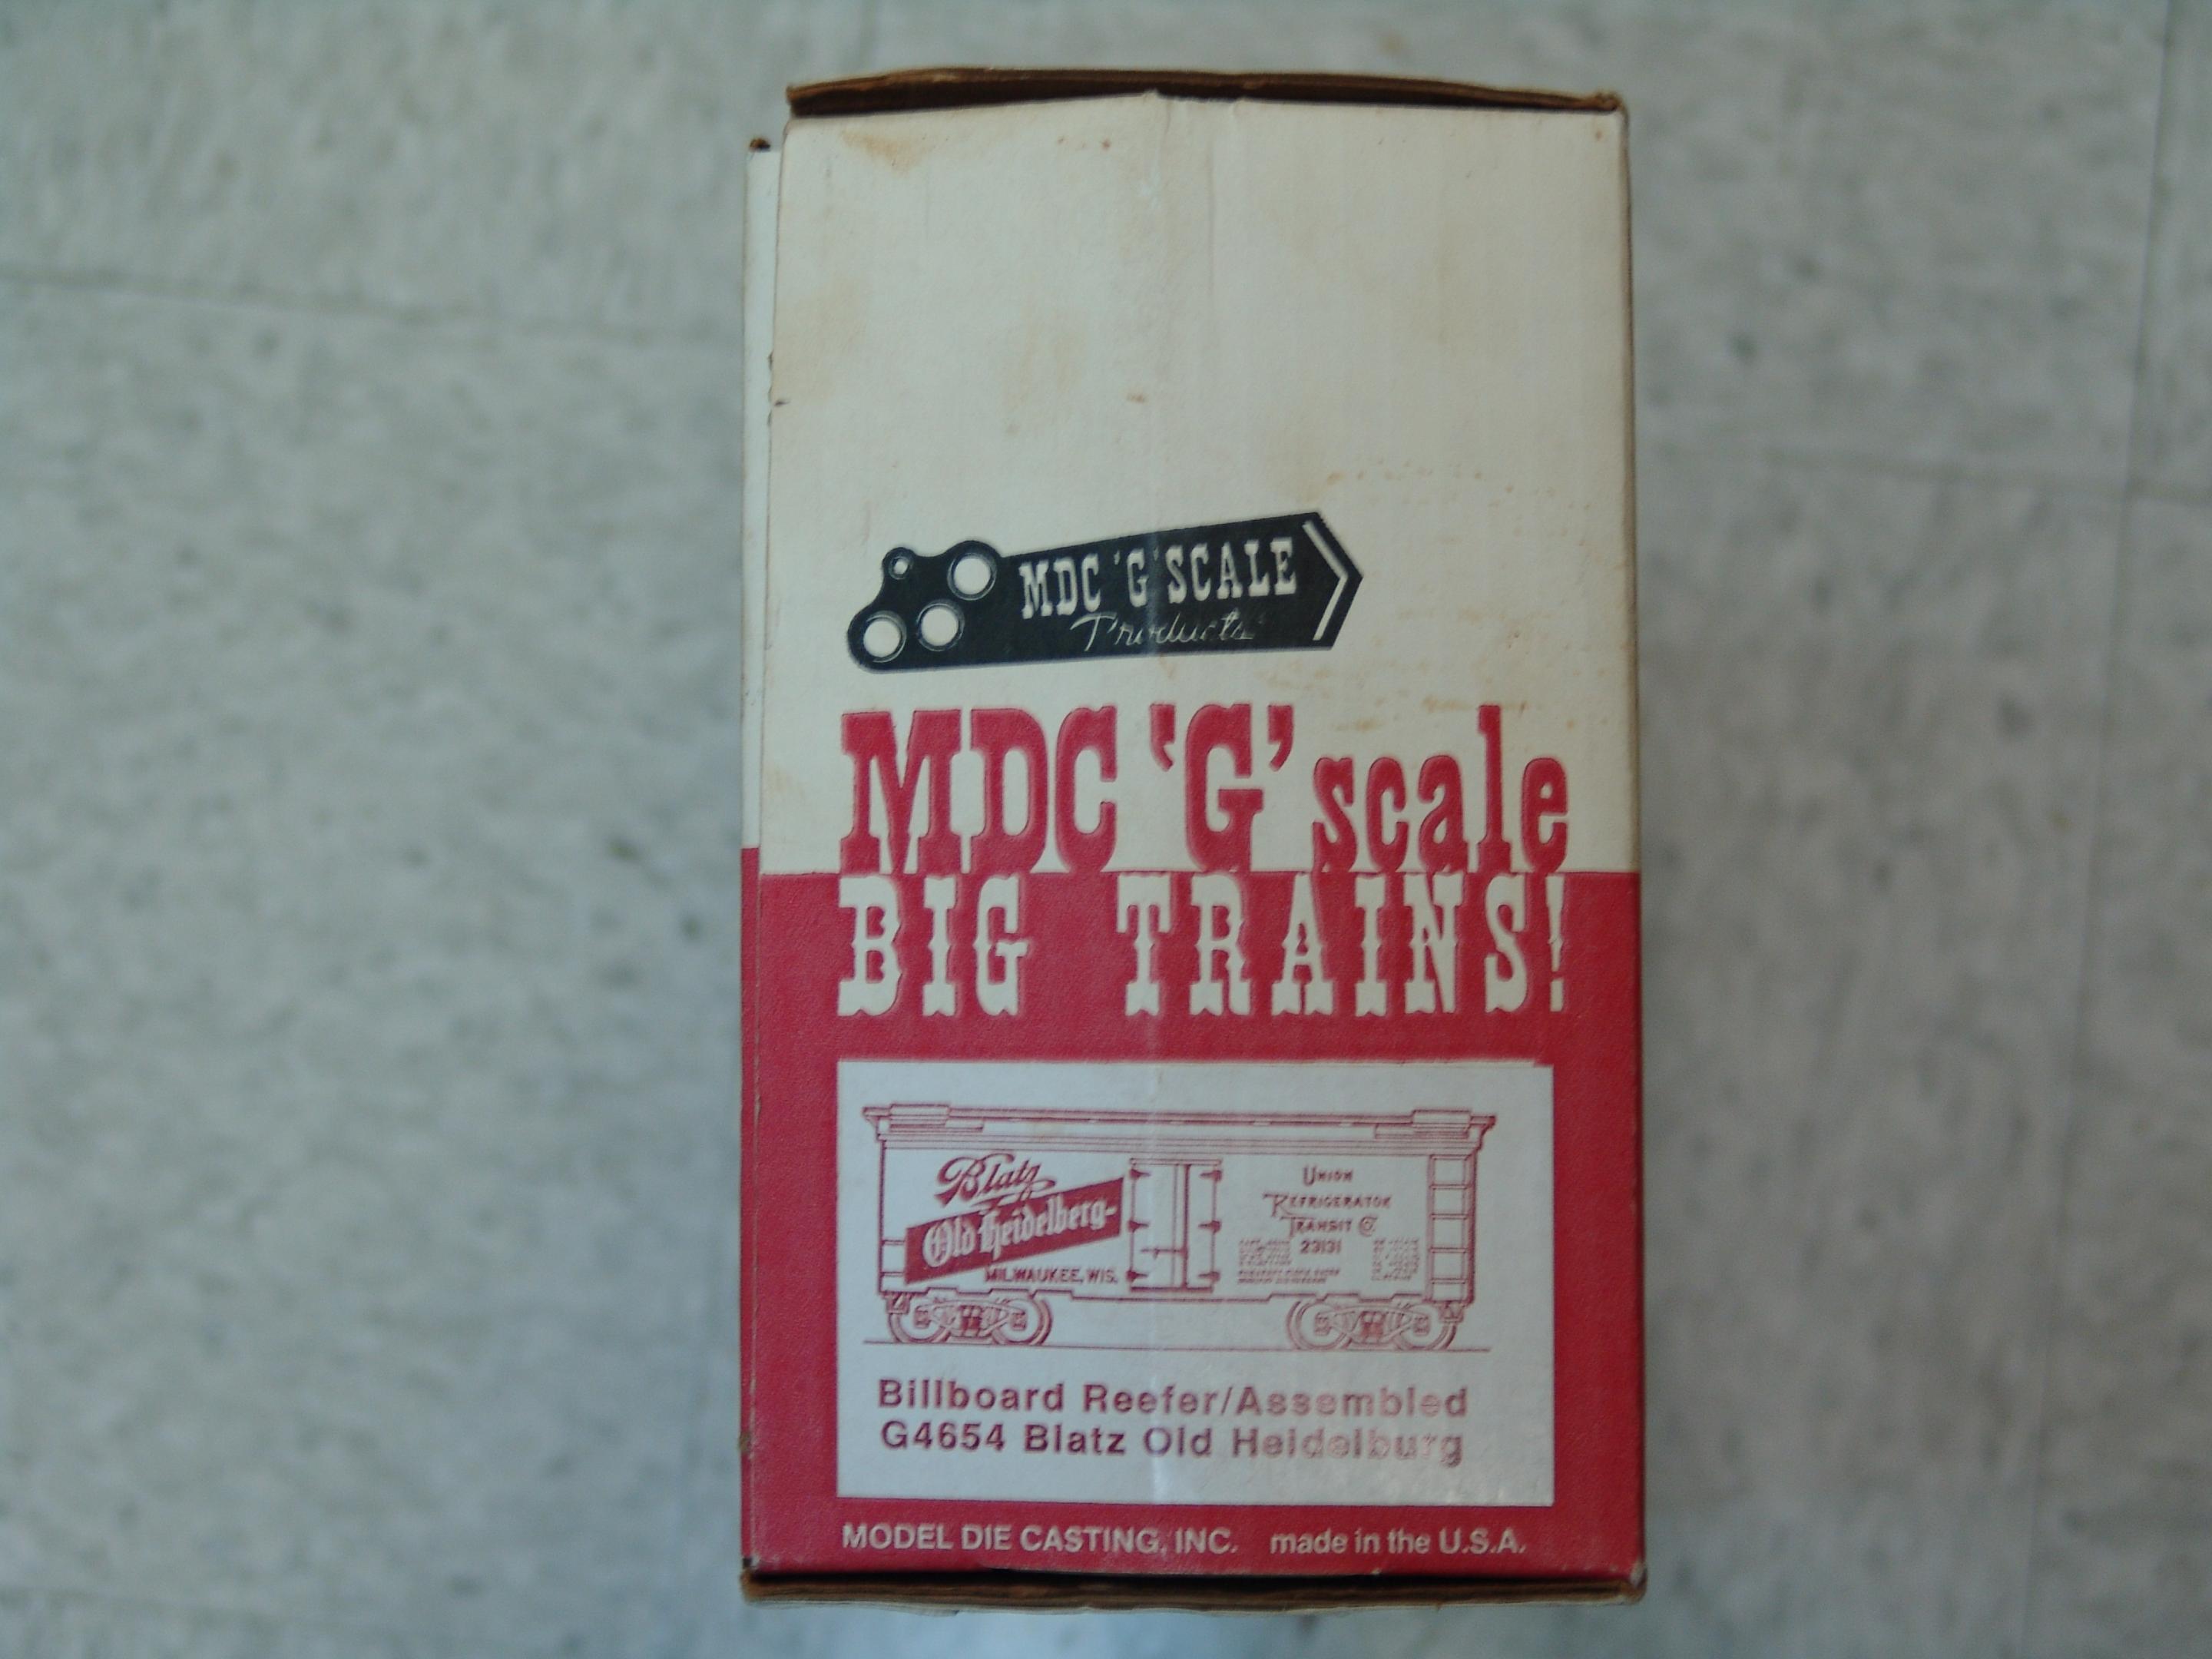 MDC 'G' SCALE
Products
MDC 'G' scale
BIG TRAINS!
Blatz
Old Heidelberg-
MILWAUKEE, WIS.
UNION
REFRIGERATOR
TRANSIT Co.
23131
Billboard Reefer/Assembled
G4654 Blatz Old Heidelburg
MODEL DIE CASTING, INC. made in the U.S.A.